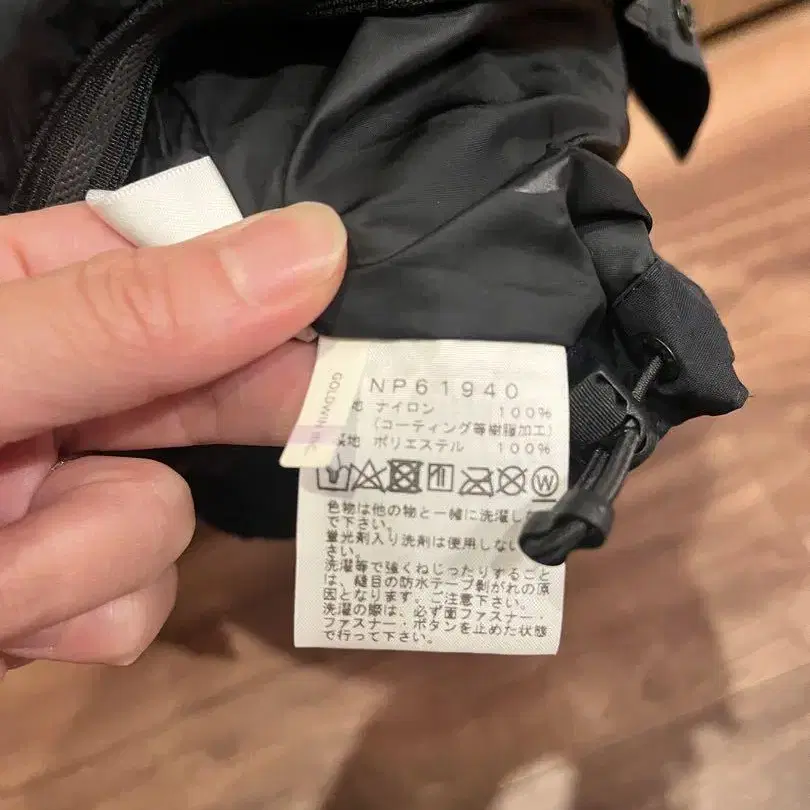 GOLDWIN INC.
NP61940
地 ナイロン 100%
(コーティング等樹脂加工)
地 ポリエステル 100%
W
色物は他の物と一緒に洗濯しな
で下さい。
蛍光剤入り洗剤は使用しない
さい。
洗濯等で強くねじったりすること
は、縫目の防水テープ剥がれの原
因となります。ご注意下さい。
洗濯の際は、必ず面ファスナー・
ファスナー・ボタンを止めた状態
で行って下さい。